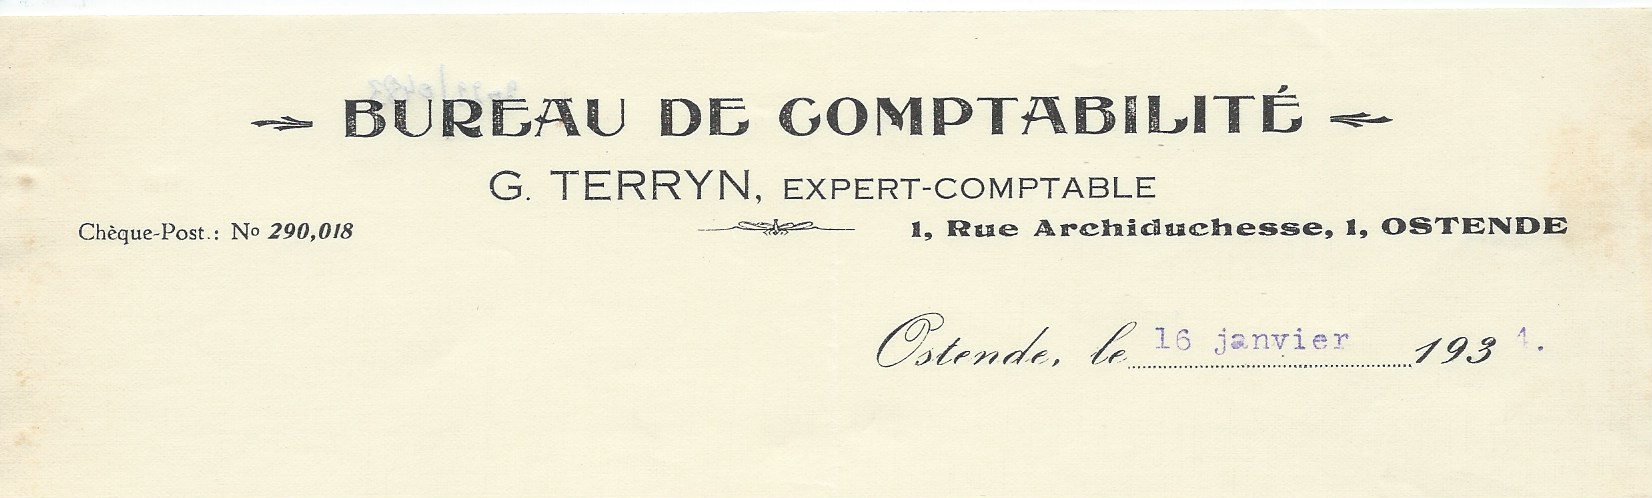 BUREAU DE COMPTABILITÉ
G. TERRYN, EXPERT-COMPTABLE
Chèque-Post.: Nº 290,018
1, Rue Archiduchesse, 1, OSTENDE
Ostende, le 16 janvier 1934.